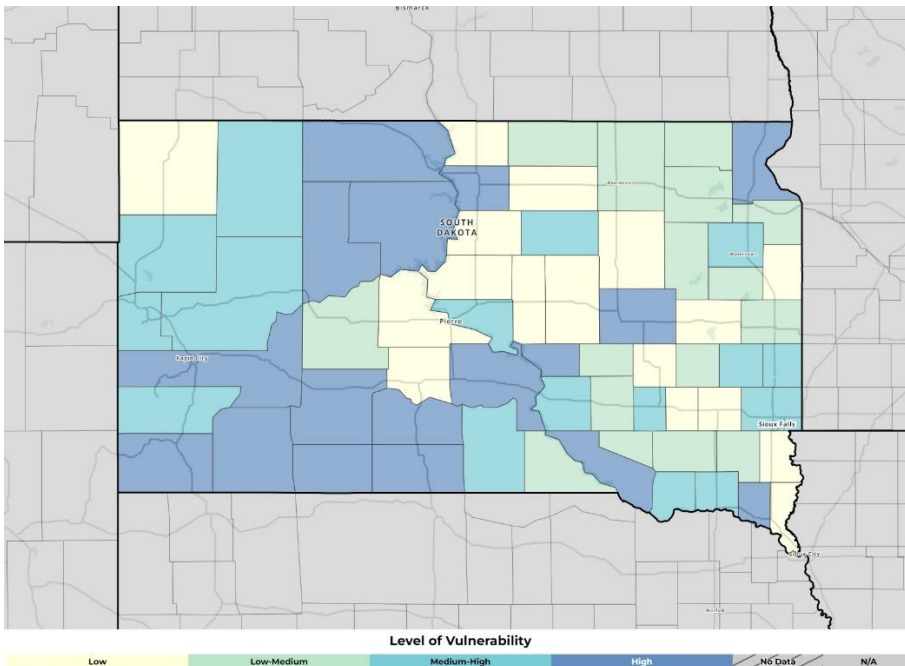 Bismarck
Aberdeen
SOUTH
DAKOTA
Watertown
Pierre
Rapid City
Sioux Falls
Sioux City
Norfolk
Level of Vulnerability
Low Low-Medium Medium-High High No Data N/A